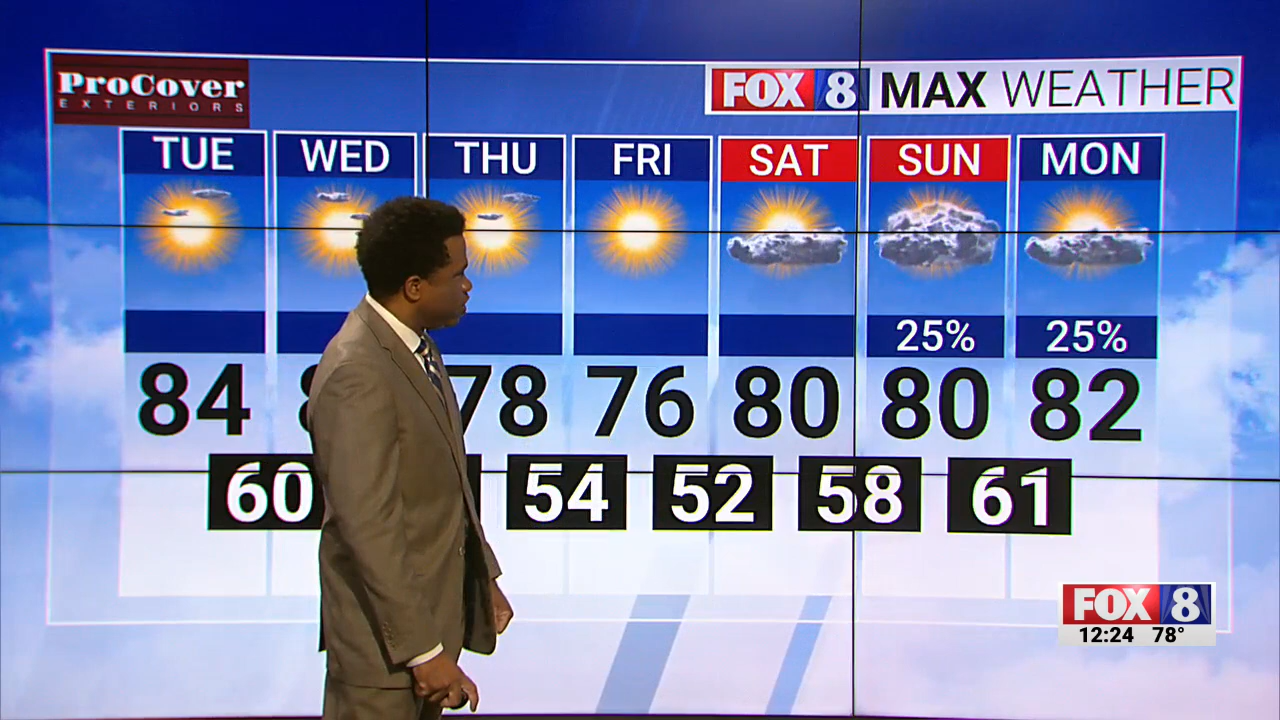 ProCover
EXTERIORS
FOX 8 MAX WEATHER
TUE WED THU FRI SAT SUN MON
25% 25%
84 78 76 80 80 82
60 54 52 58 61
FOX 8
12:24 78°